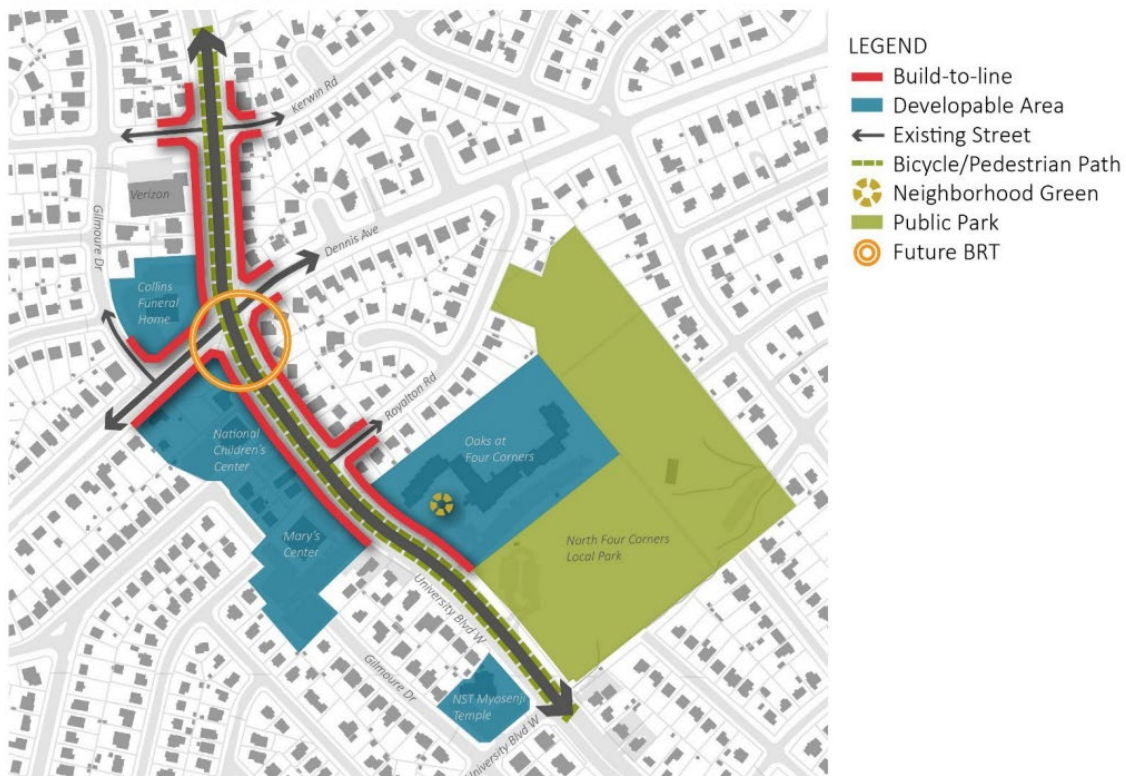 LEGEND
Build-to-line
Developable Area
Existing Street
Bicycle/Pedestrian Path
Neighborhood Green
Public Park
Future BRT
Kerwin Rd
Verizon
Gilmoure Dr
Dennis Ave
Collins
Funeral
Home
Royalton Rd
National
Children's
Center
Oaks at
Four Corners
Mary's
Center
North Four Corners
Local Park
University Blvd W
Gilmoure Dr
NST Myosenji
Temple
University Blvd W